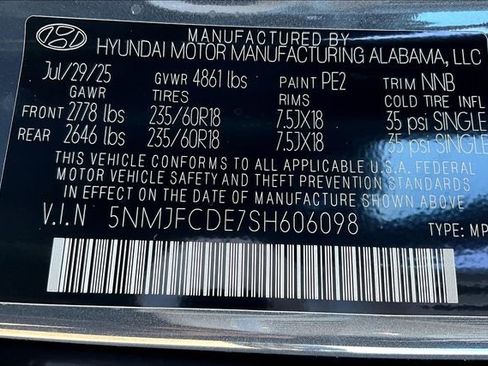 MANUFACTURED BY
HYUNDAI MOTOR MANUFACTURING ALABAMA, LLC
Jul/29/25 GVWR 4861 lbs PAINT PE2 TRIM NNB
GAWR TIRES RIMS COLD TIRE INFL
FRONT 2778 lbs 235/60R18 7.5JX18 35 psi SINGLE
REAR 2646 lbs 235/60R18 7.5JX18 35 psi SINGLE
THIS VEHICLE CONFORMS TO ALL APPLICABLE U.S.A. FEDERAL
MOTOR VEHICLE SAFETY AND THEFT PREVENTION STANDARDS
IN EFFECT ON THE DATE OF MANUFACTURE SHOWN ABOVE.
V.I.N 5NMJFCDE7SH606098 TYPE: MP